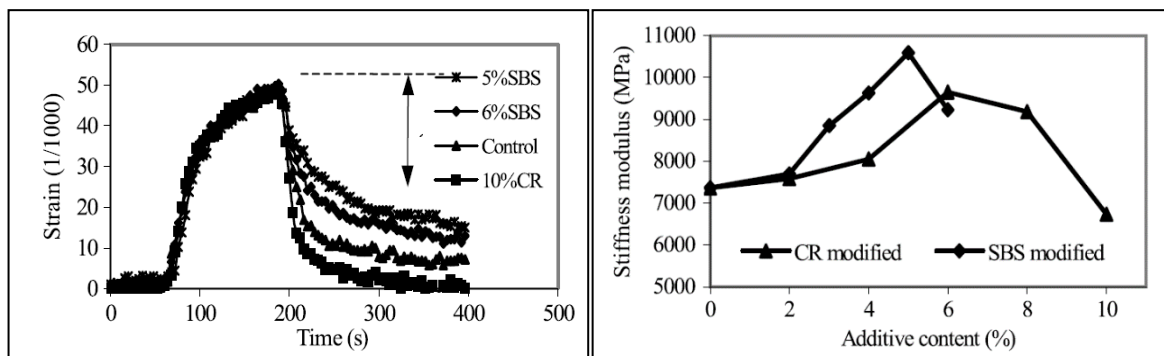 60
50
40
30
20
10
0
Strain (1/1000)
5%SBS
6%SBS
Control
10%CR
0 100 200 300 400 500
Time (s)
11000
10000
9000
8000
7000
6000
5000
Stiffness modulus (MPa)
CR modified SBS modified
0 2 4 6 8 10
Additive content (%)